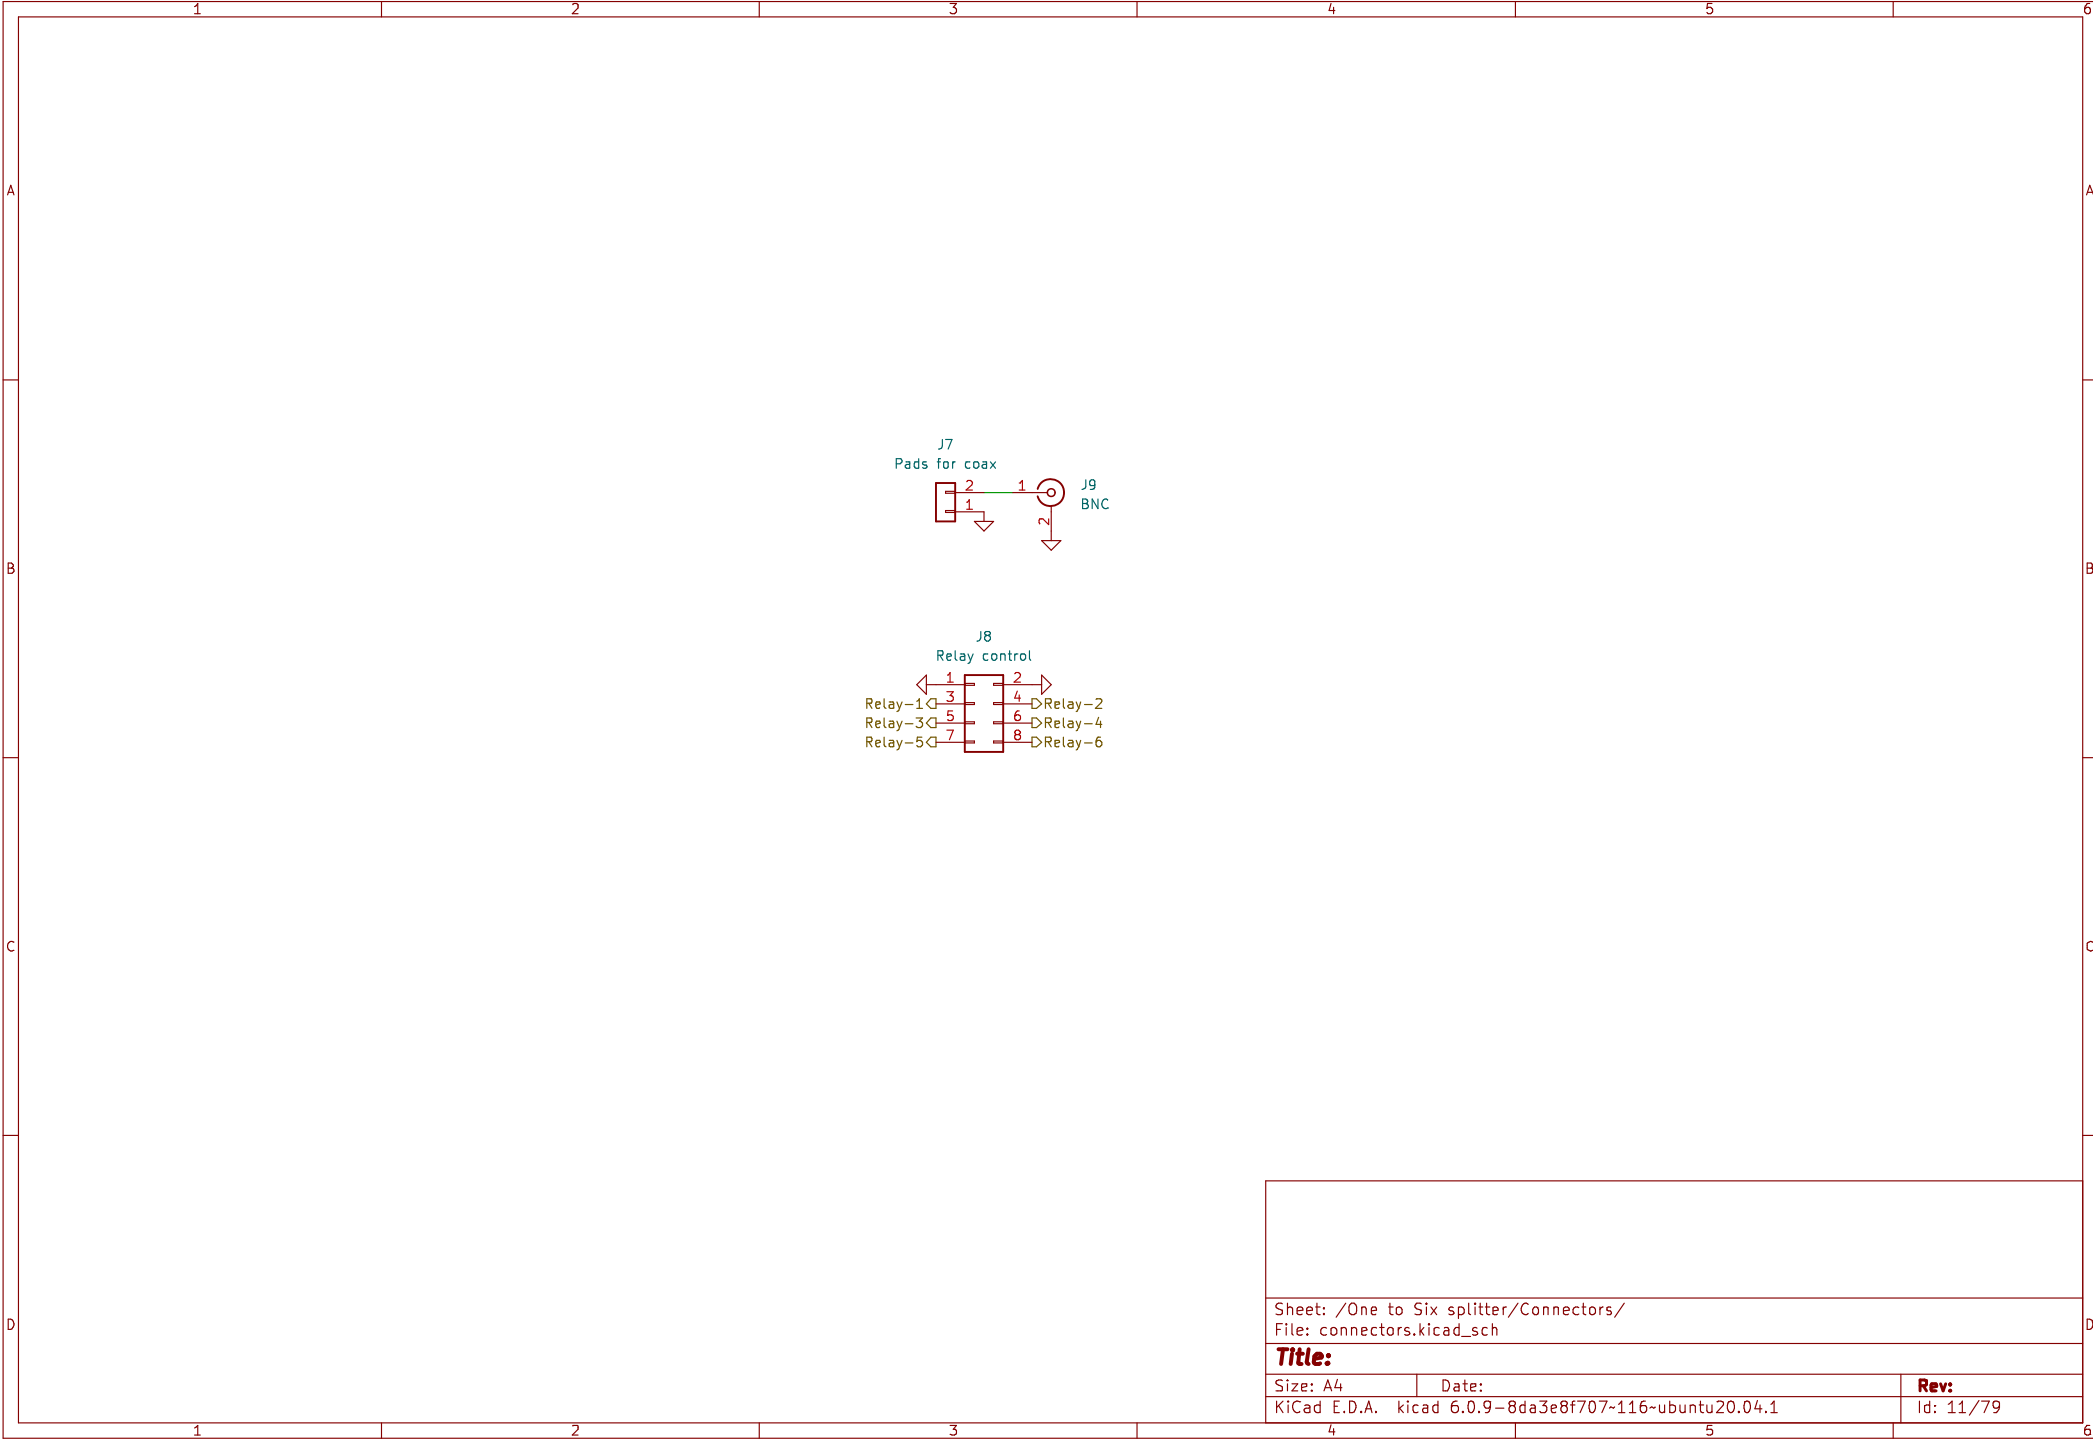 1 2 3 4 5 6
A A
J7
Pads for coax
2 1 J9
1 BNC
2
B B
J8
Relay control
1 2
Relay-1 3 4 Relay-2
Relay-3 5 6 Relay-4
Relay-5 7 8 Relay-6
C C
Sheet: /One to Six splitter/Connectors/
File: connectors.kicad_sch
D D
Title:
Size: A4 Date: Rev:
KiCad E.D.A. kicad 6.0.9-8da3e8f707~116~ubuntu20.04.1 Id: 11/79
1 2 3 4 5 6